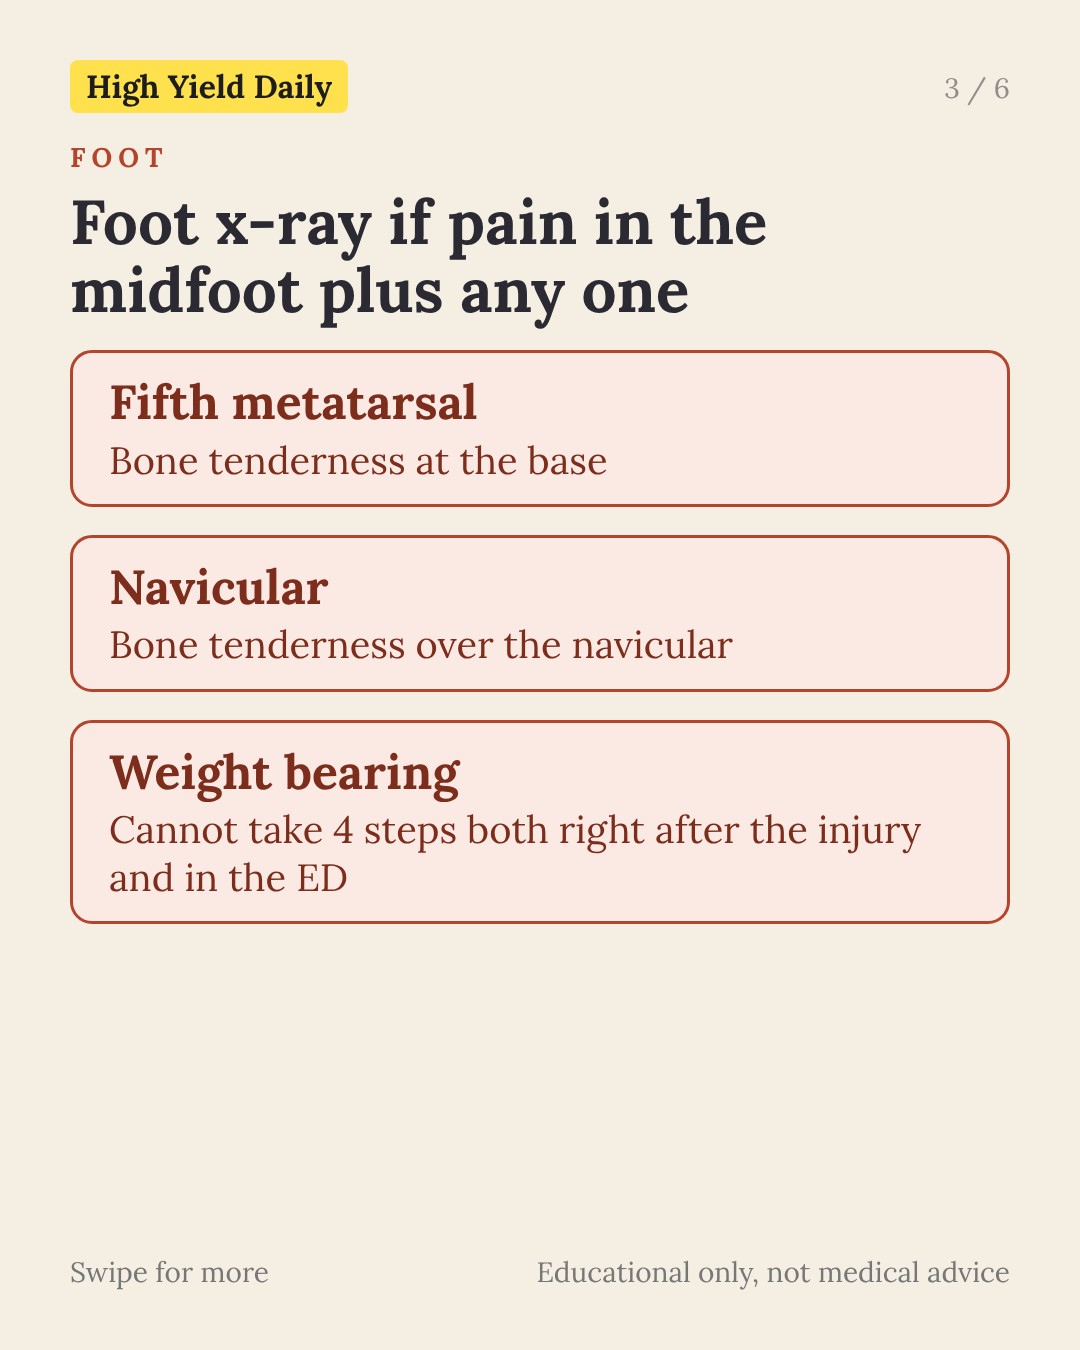 High Yield Daily
3 / 6
FOOT
Foot x-ray if pain in the
midfoot plus any one
Fifth metatarsal
Bone tenderness at the base
Navicular
Bone tenderness over the navicular
Weight bearing
Cannot take 4 steps both right after the injury
and in the ED
Swipe for more
Educational only, not medical advice